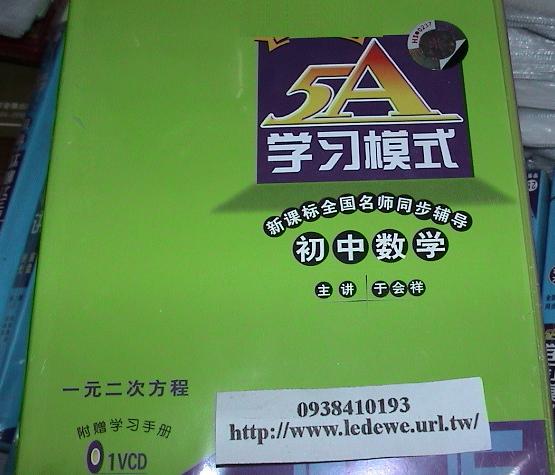 5A
学习模式
新课标全国名师同步辅导
初中数学
主讲 于会祥
一元二次方程
附赠学习手册
1VCD
0938410193
http://www.ledewe.url.tw/